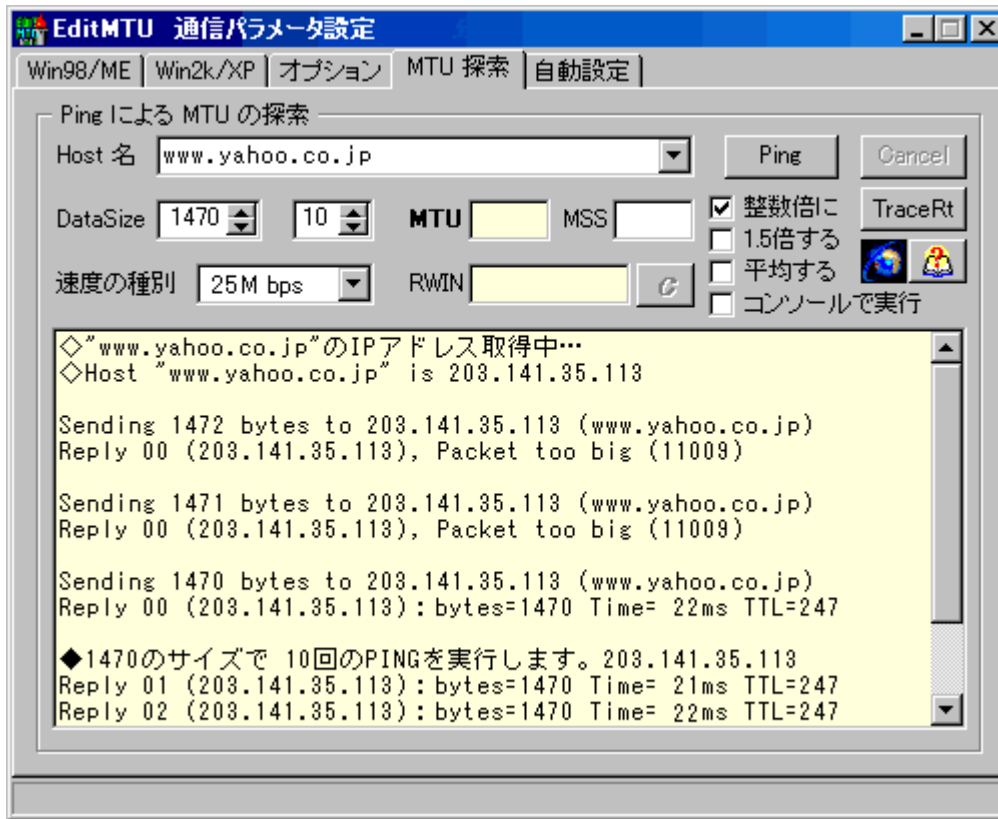 EditMTU 通信パラメータ設定
Win98/ME Win2k/XP オプション MTU 探索 自動設定
Ping による MTU の探索
Host 名 www.yahoo.co.jp Ping Cancel
DataSize 1470 10 MTU MSS 整数倍に TraceRt
1.5倍する
速度の種別 25M bps RWIN C 平均する
コンソールで実行
◇"www.yahoo.co.jp"のIPアドレス取得中…
◇Host "www.yahoo.co.jp" is 203.141.35.113
Sending 1472 bytes to 203.141.35.113 (www.yahoo.co.jp)
Reply 00 (203.141.35.113), Packet too big (11009)
Sending 1471 bytes to 203.141.35.113 (www.yahoo.co.jp)
Reply 00 (203.141.35.113), Packet too big (11009)
Sending 1470 bytes to 203.141.35.113 (www.yahoo.co.jp)
Reply 00 (203.141.35.113):bytes=1470 Time= 22ms TTL=247
◆1470のサイズで 10回のPINGを実行します。203.141.35.113
Reply 01 (203.141.35.113):bytes=1470 Time= 21ms TTL=247
Reply 02 (203.141.35.113):bytes=1470 Time= 22ms TTL=247